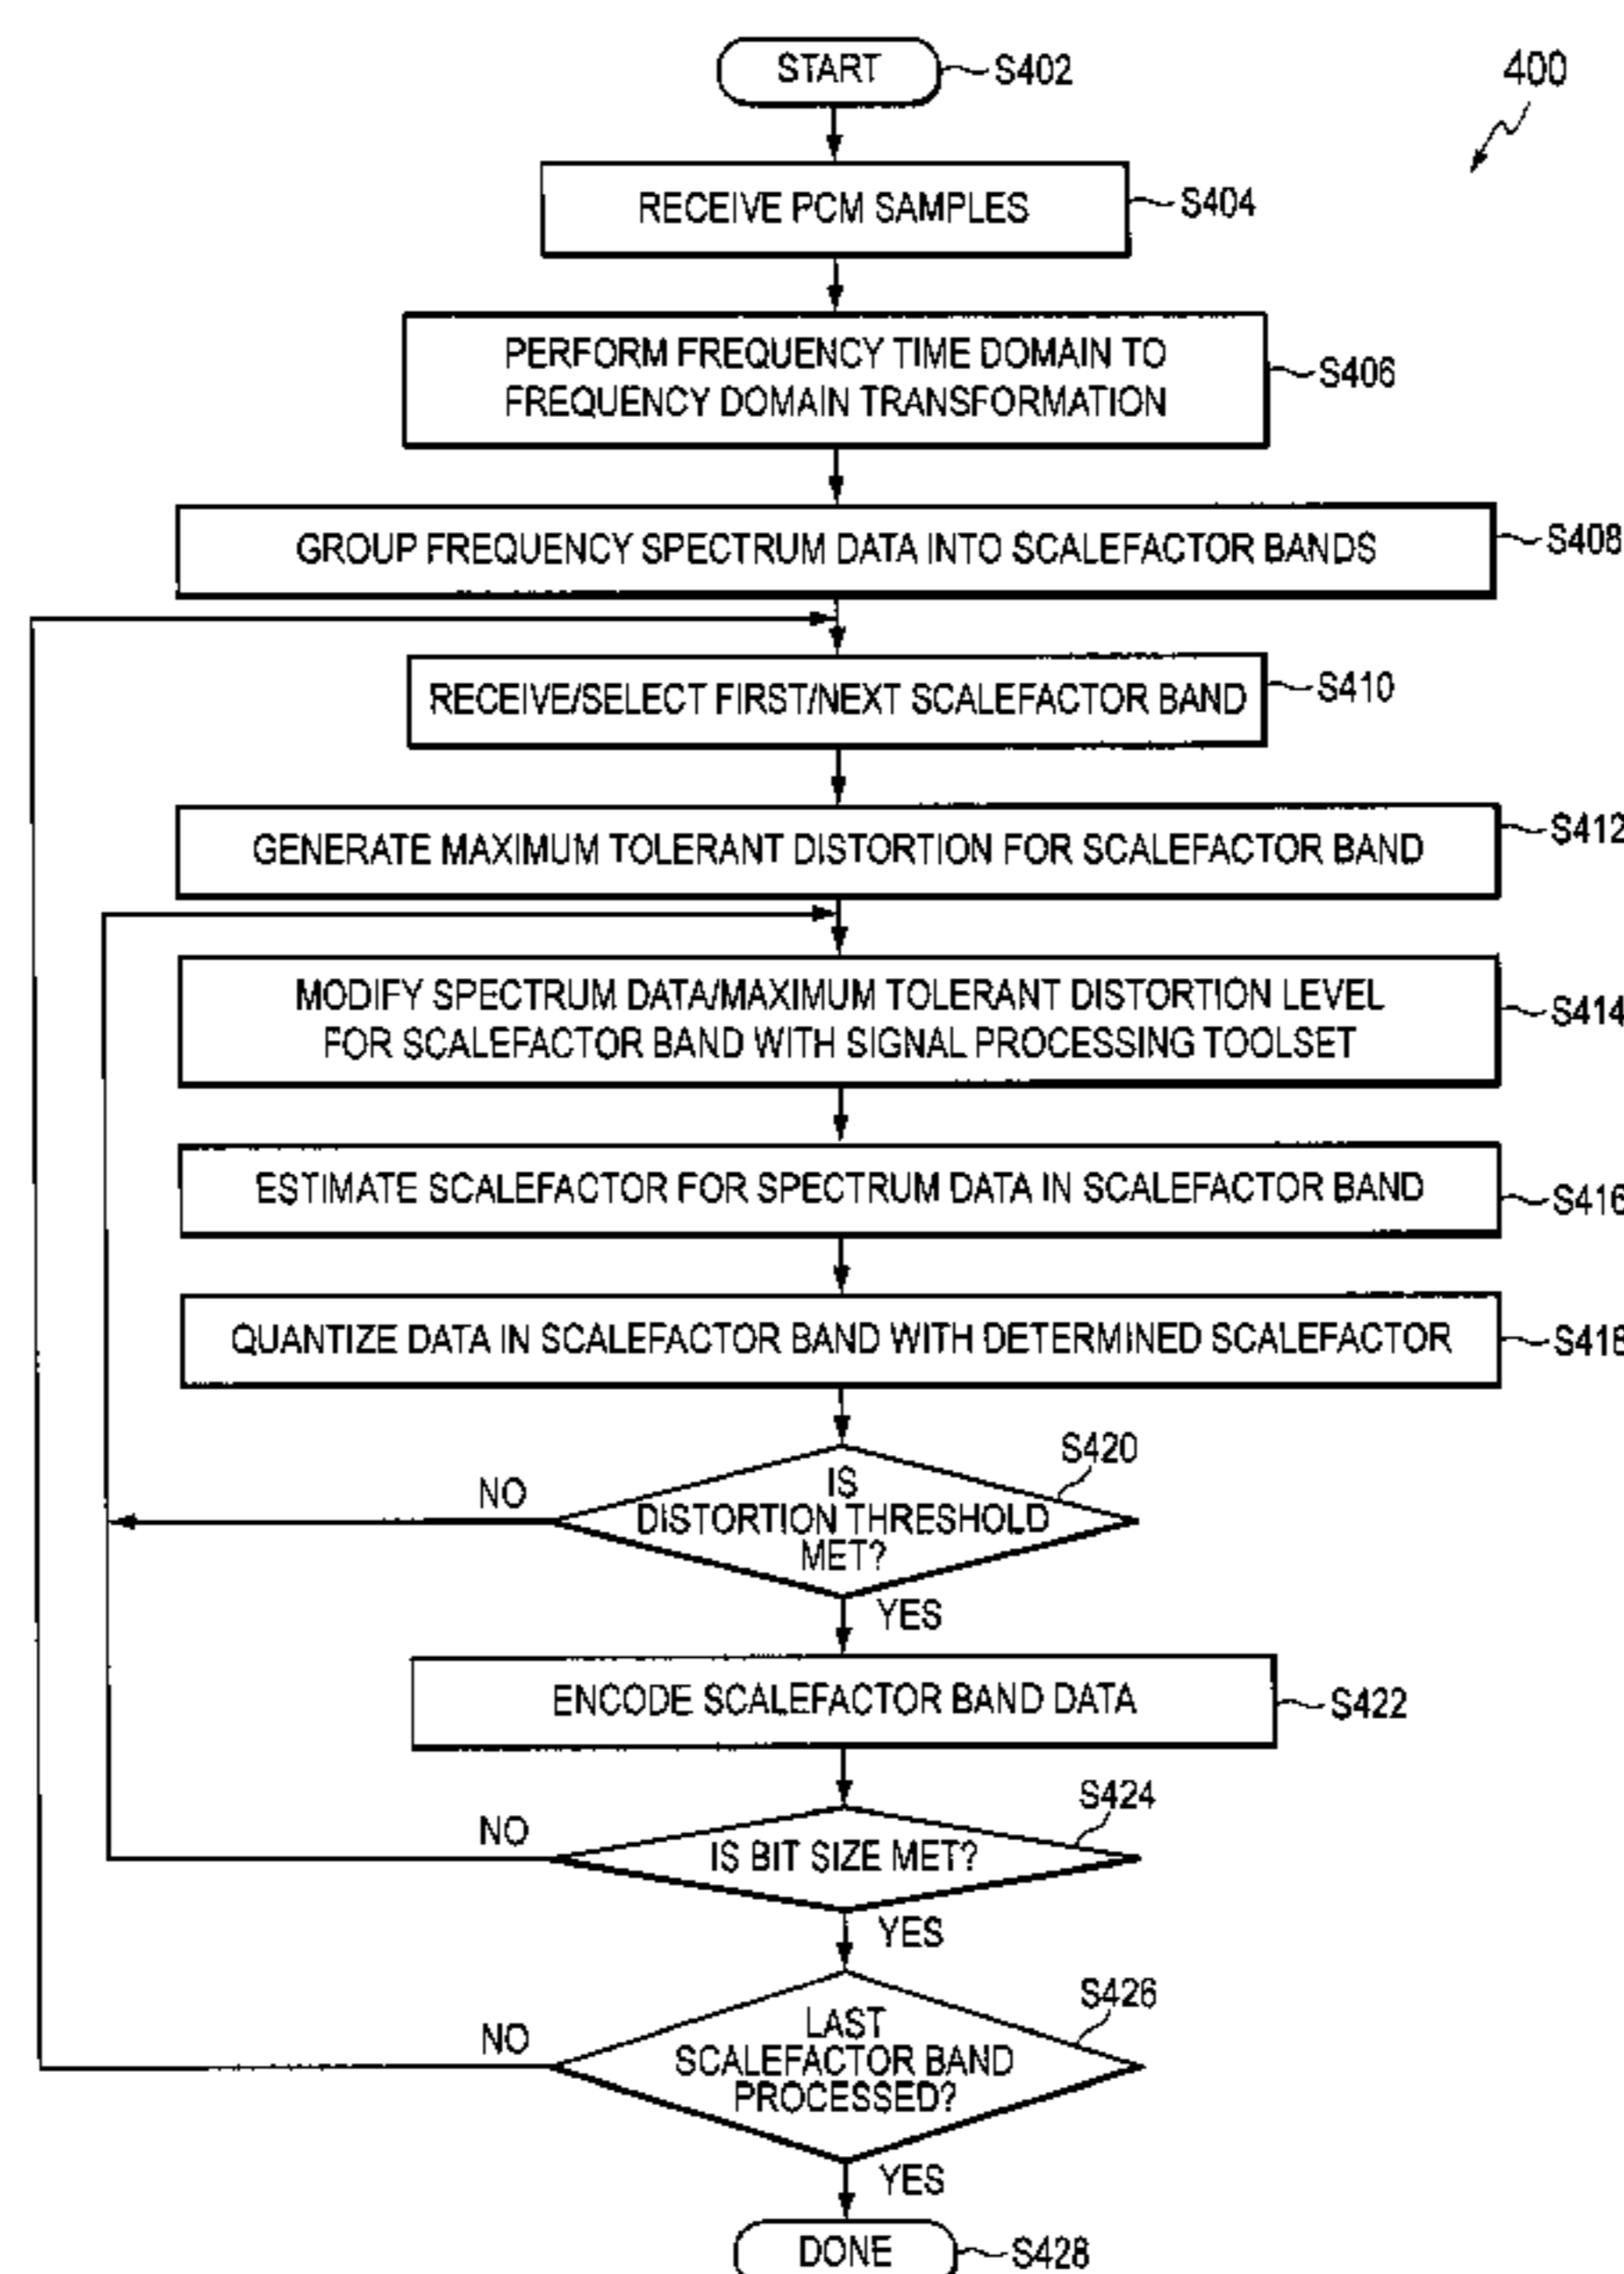 START
S402
400
RECEIVE PCM SAMPLES
S404
PERFORM FREQUENCY TIME DOMAIN TO
FREQUENCY DOMAIN TRANSFORMATION
S406
GROUP FREQUENCY SPECTRUM DATA INTO SCALEFACTOR BANDS
S408
RECEIVE/SELECT FIRST/NEXT SCALEFACTOR BAND
S410
GENERATE MAXIMUM TOLERANT DISTORTION FOR SCALEFACTOR BAND
S412
MODIFY SPECTRUM DATA/MAXIMUM TOLERANT DISTORTION LEVEL
FOR SCALEFACTOR BAND WITH SIGNAL PROCESSING TOOLSET
S414
ESTIMATE SCALEFACTOR FOR SPECTRUM DATA IN SCALEFACTOR BAND
S416
QUANTIZE DATA IN SCALEFACTOR BAND WITH DETERMINED SCALEFACTOR
S418
S420
NO
IS
DISTORTION THRESHOLD
MET?
YES
ENCODE SCALEFACTOR BAND DATA
S422
S424
NO
IS BIT SIZE MET?
YES
S426
NO
LAST
SCALEFACTOR BAND
PROCESSED?
YES
DONE
S428